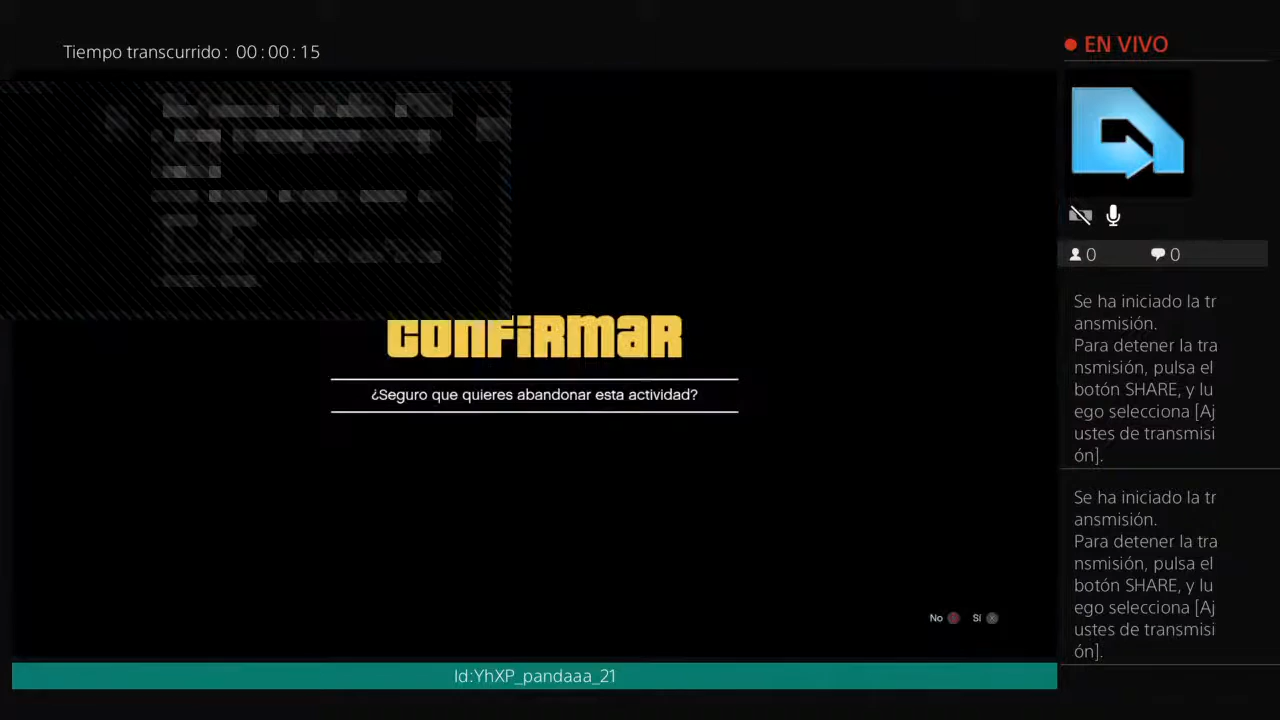 Tiempo transcurrido: 00:00:15
EN VIVO
0 0
CONFIRMAR
¿Seguro que quieres abandonar esta actividad?
No Sí
Se ha iniciado la tr
ansmisión.
Para detener la tra
nsmisión, pulsa el
botón SHARE, y lu
ego selecciona [Aj
ustes de transmisi
ón].
Se ha iniciado la tr
ansmisión.
Para detener la tra
nsmisión, pulsa el
botón SHARE, y lu
ego selecciona [Aj
ustes de transmisi
ón].
Id:YhXP_pandaaa_21